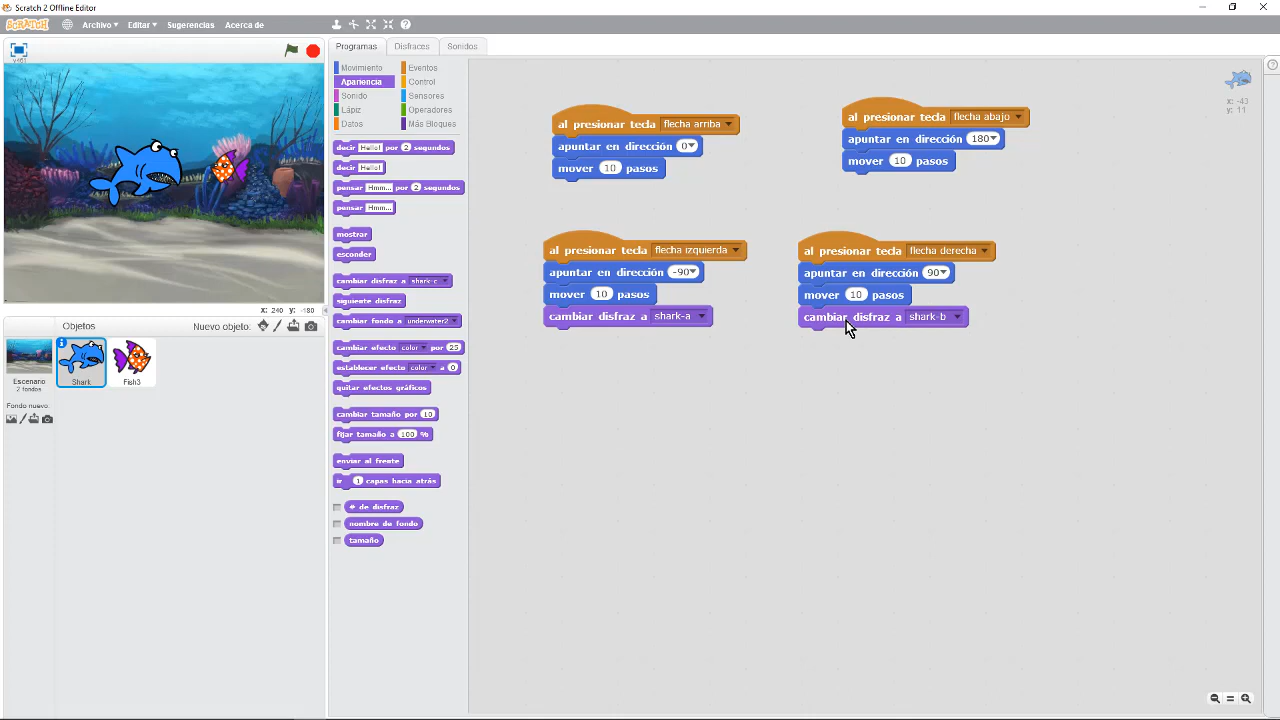 Scratch 2 Offline Editor
SCRATCH Archivo Editar Sugerencias Acerca de
v461
Programas Disfraces Sonidos
Movimiento Eventos
Apariencia Control
Sonido Sensores
Lápiz Operadores
Datos Más Bloques
decir Hello! por 2 segundos
decir Hello!
pensar Hmm... por 2 segundos
pensar Hmm...
mostrar
esconder
cambiar disfraz a shark-c
siguiente disfraz
cambiar fondo a underwater2
cambiar efecto color por 25
establecer efecto color a 0
quitar efectos gráficos
cambiar tamaño por 10
fijar tamaño a 100 %
enviar al frente
ir 1 capas hacia atrás
# de disfraz
nombre de fondo
tamaño
al presionar tecla flecha arriba
apuntar en dirección 0
mover 10 pasos
al presionar tecla flecha abajo
apuntar en dirección 180
mover 10 pasos
al presionar tecla flecha izquierda
apuntar en dirección -90
mover 10 pasos
cambiar disfraz a shark-a
al presionar tecla flecha derecha
apuntar en dirección 90
mover 10 pasos
cambiar disfraz a shark-b
x: -43
y: 11
x: 240 y: -180
Objetos Nuevo objeto:
Escenario
2 fondos
Shark
Fish3
Fondo nuevo: